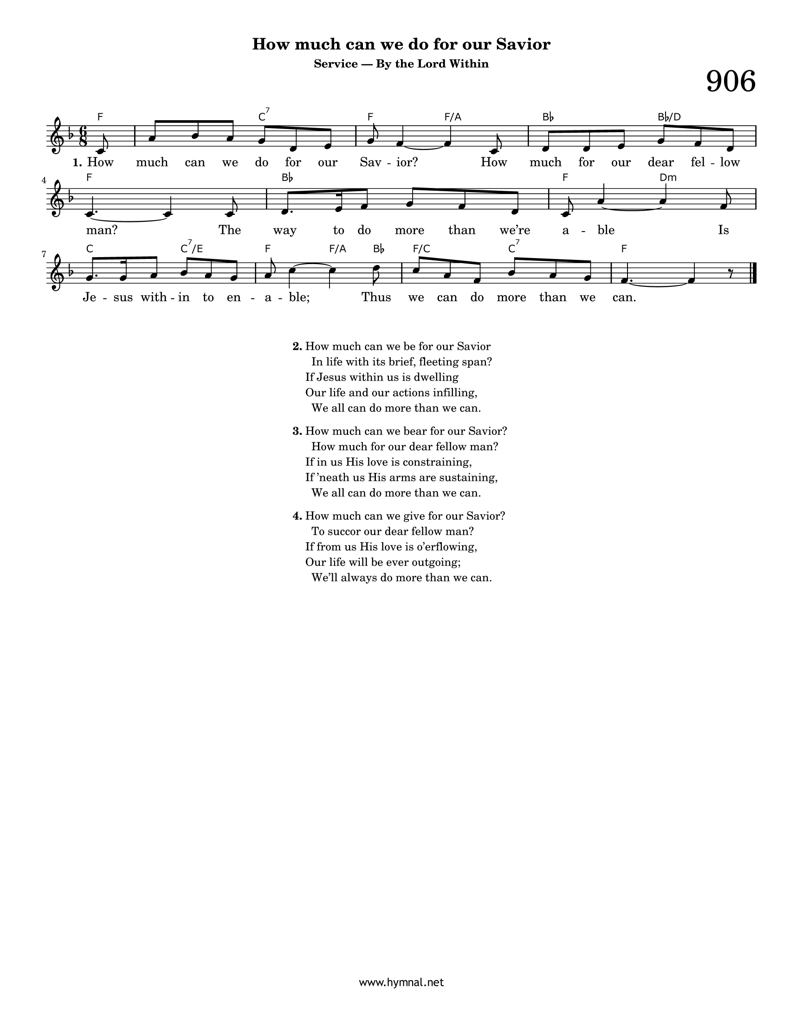 How much can we do for our Savior
Service — By the Lord Within
906
F C7 F F/A B♭ B♭/D
1. How much can we do for our Sav - ior? How much for our dear fel - low
4
F B♭ F Dm
man? The way to do more than we're a - ble Is
7
C C7/E F F/A B♭ F/C C7 F
Je - sus with - in to en - a - ble; Thus we can do more than we can.
2. How much can we be for our Savior
In life with its brief, fleeting span?
If Jesus within us is dwelling
Our life and our actions infilling,
We all can do more than we can.
3. How much can we bear for our Savior?
How much for our dear fellow man?
If in us His love is constraining,
If ’neath us His arms are sustaining,
We all can do more than we can.
4. How much can we give for our Savior?
To succor our dear fellow man?
If from us His love is o’erflowing,
Our life will be ever outgoing;
We’ll always do more than we can.
www.hymnal.net